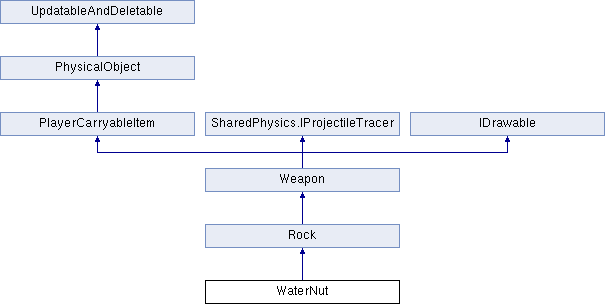 UpdatableAndDeletable
PhysicalObject
PlayerCarryableItem
SharedPhysics.IProjectileTracer
IDrawable
Weapon
Rock
WaterNut